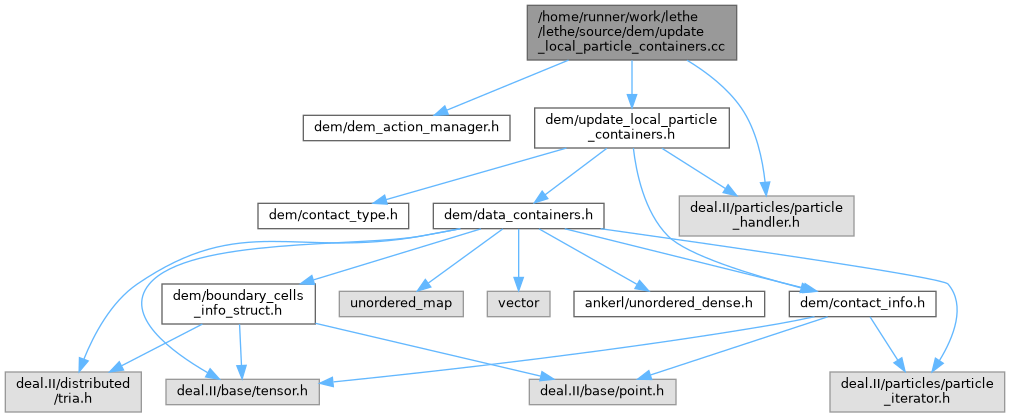 /home/runner/work/lethe
/lethe/source/dem/update
_local_particle_containers.cc
dem/dem_action_manager.h
dem/update_local_particle
_containers.h
dem/contact_type.h
dem/data_containers.h
deal.II/particles/particle
_handler.h
dem/boundary_cells
_info_struct.h
unordered_map
vector
ankerl/unordered_dense.h
dem/contact_info.h
deal.II/distributed
/tria.h
deal.II/base/tensor.h
deal.II/base/point.h
deal.II/particles/particle
_iterator.h